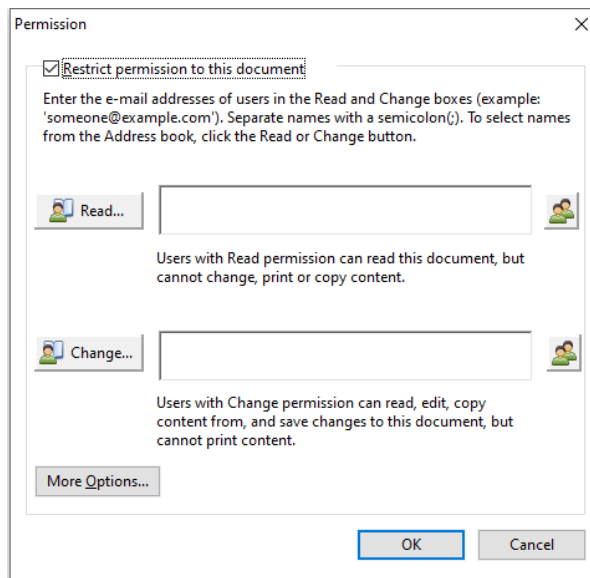 Permission
Restrict permission to this document
Enter the e-mail addresses of users in the Read and Change boxes (example:
'someone@example.com'). Separate names with a semicolon(;). To select names
from the Address book, click the Read or Change button.
Read...
Users with Read permission can read this document, but
cannot change, print or copy content.
Change...
Users with Change permission can read, edit, copy
content from, and save changes to this document, but
cannot print content.
More Options...
OK Cancel